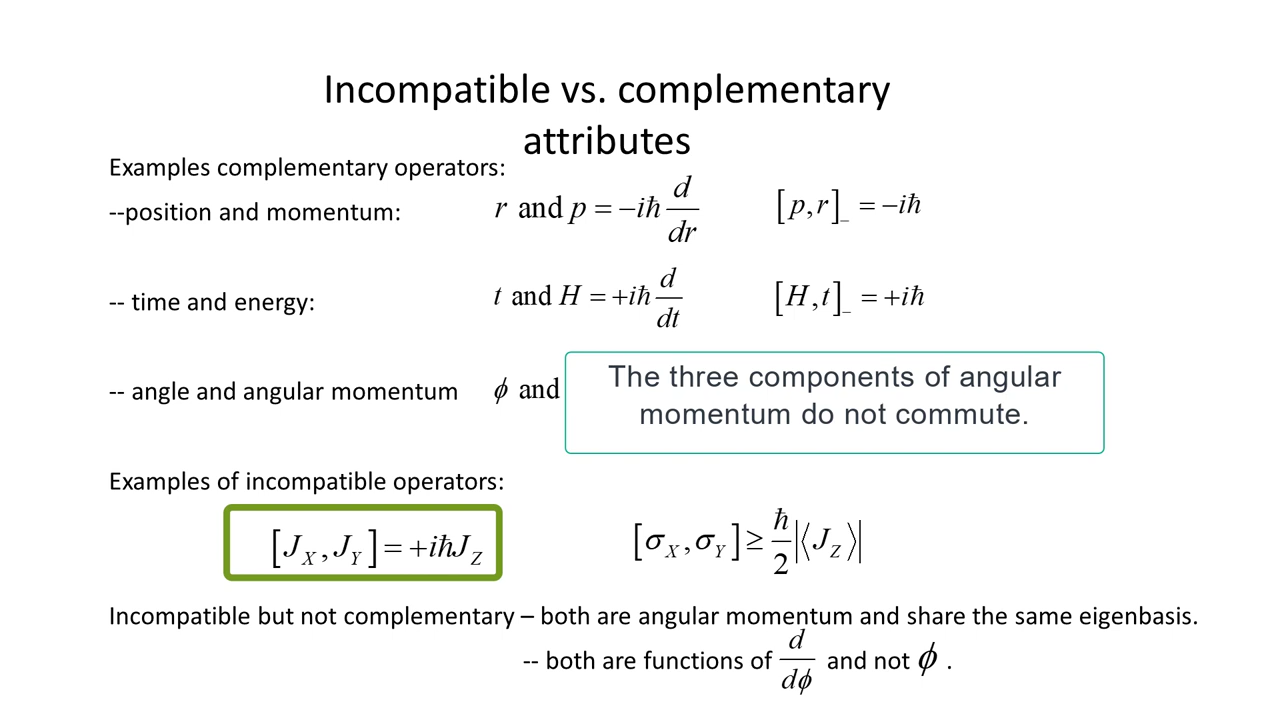 Incompatible vs. complementary
attributes
Examples complementary operators:
--position and momentum: r and p = −iℏ d/dr [p,r]_ = −iℏ
-- time and energy: t and H = +iℏ d/dt [H,t]_ = +iℏ
-- angle and angular momentum ϕ and
The three components of angular
momentum do not commute.
Examples of incompatible operators:
[J_X, J_Y] = +iℏJ_Z [σ_X, σ_Y] ≥ ℏ/2 |⟨J_Z⟩|
Incompatible but not complementary – both are angular momentum and share the same eigenbasis.
-- both are functions of d/dϕ and not ϕ .